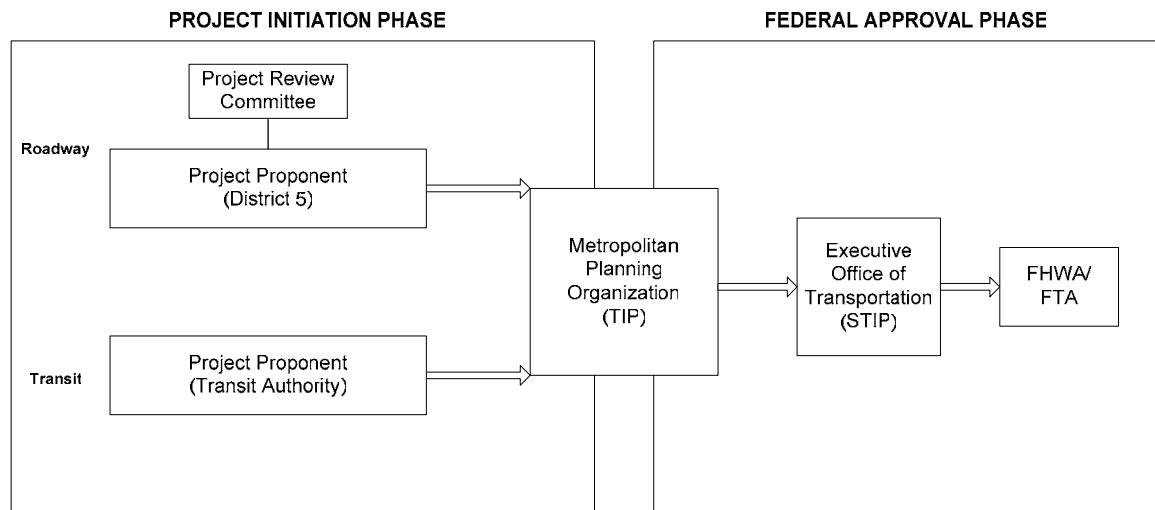 PROJECT INITIATION PHASE
FEDERAL APPROVAL PHASE
Project Review
Committee
Roadway
Project Proponent
(District 5)
Metropolitan
Planning
Organization
(TIP)
Executive
Office of
Transportation
(STIP)
FHWA/
FTA
Transit
Project Proponent
(Transit Authority)